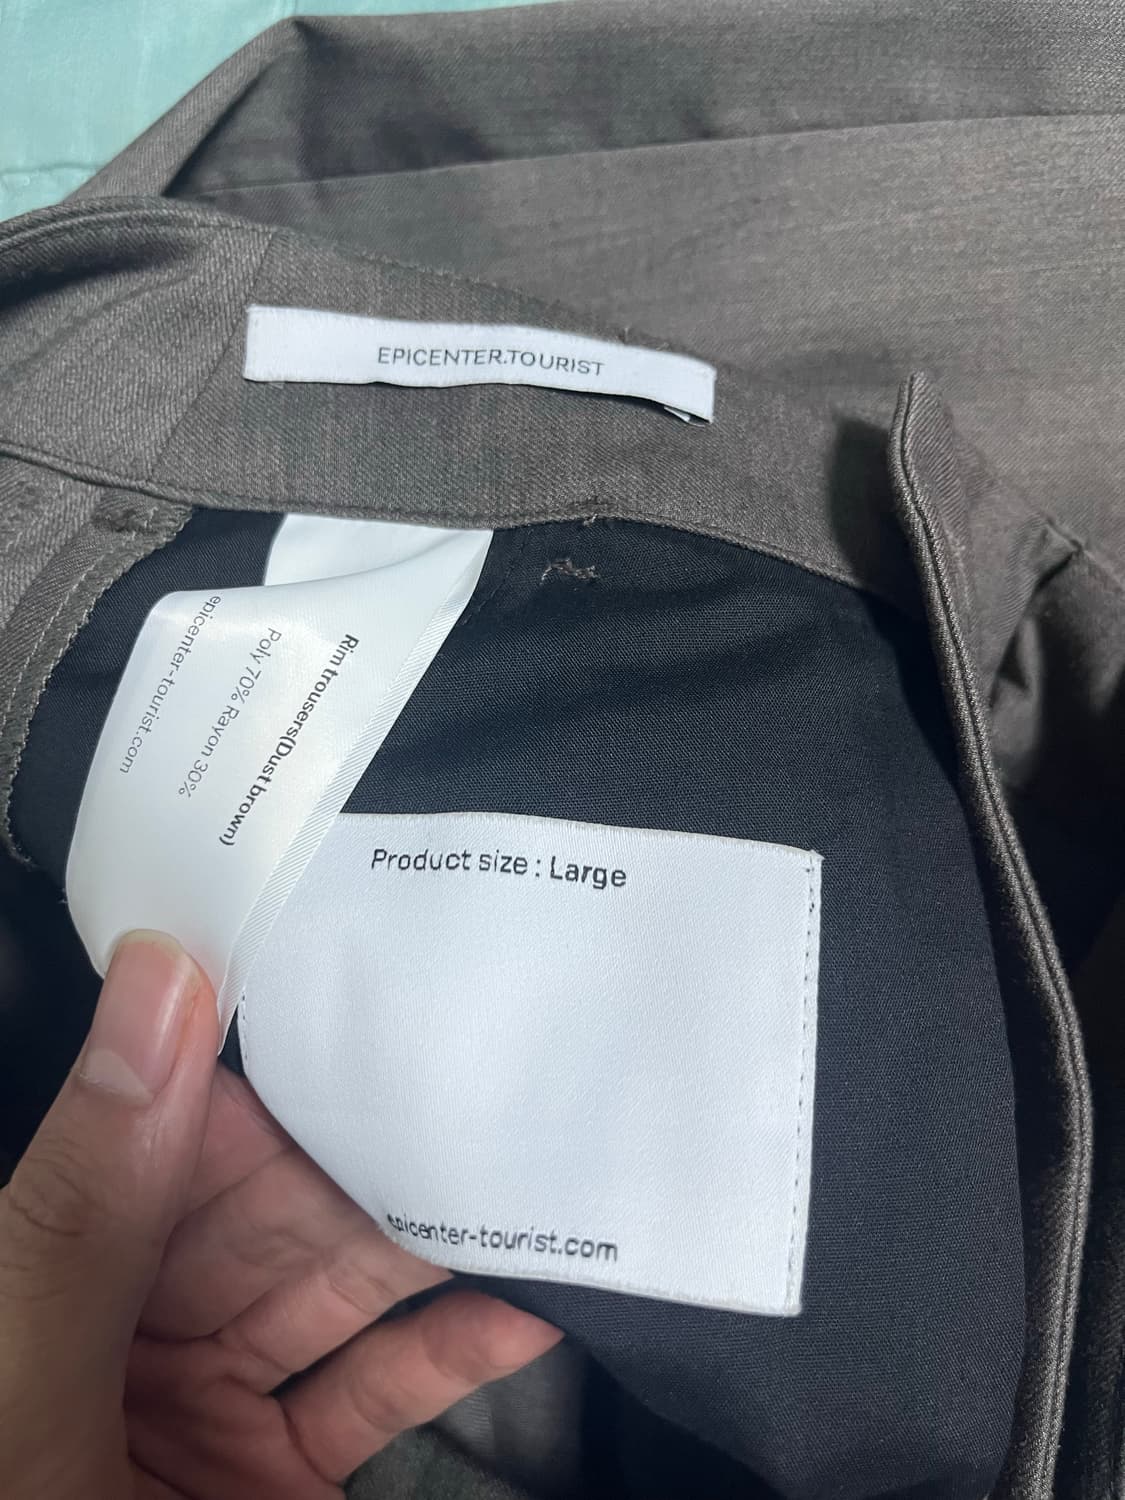 EPICENTER.TOURIST
Rim trousers(Dust brown)
Poly 70% Rayon 30%
epicenter-tourist.com
Product size : Large
epicenter-tourist.com